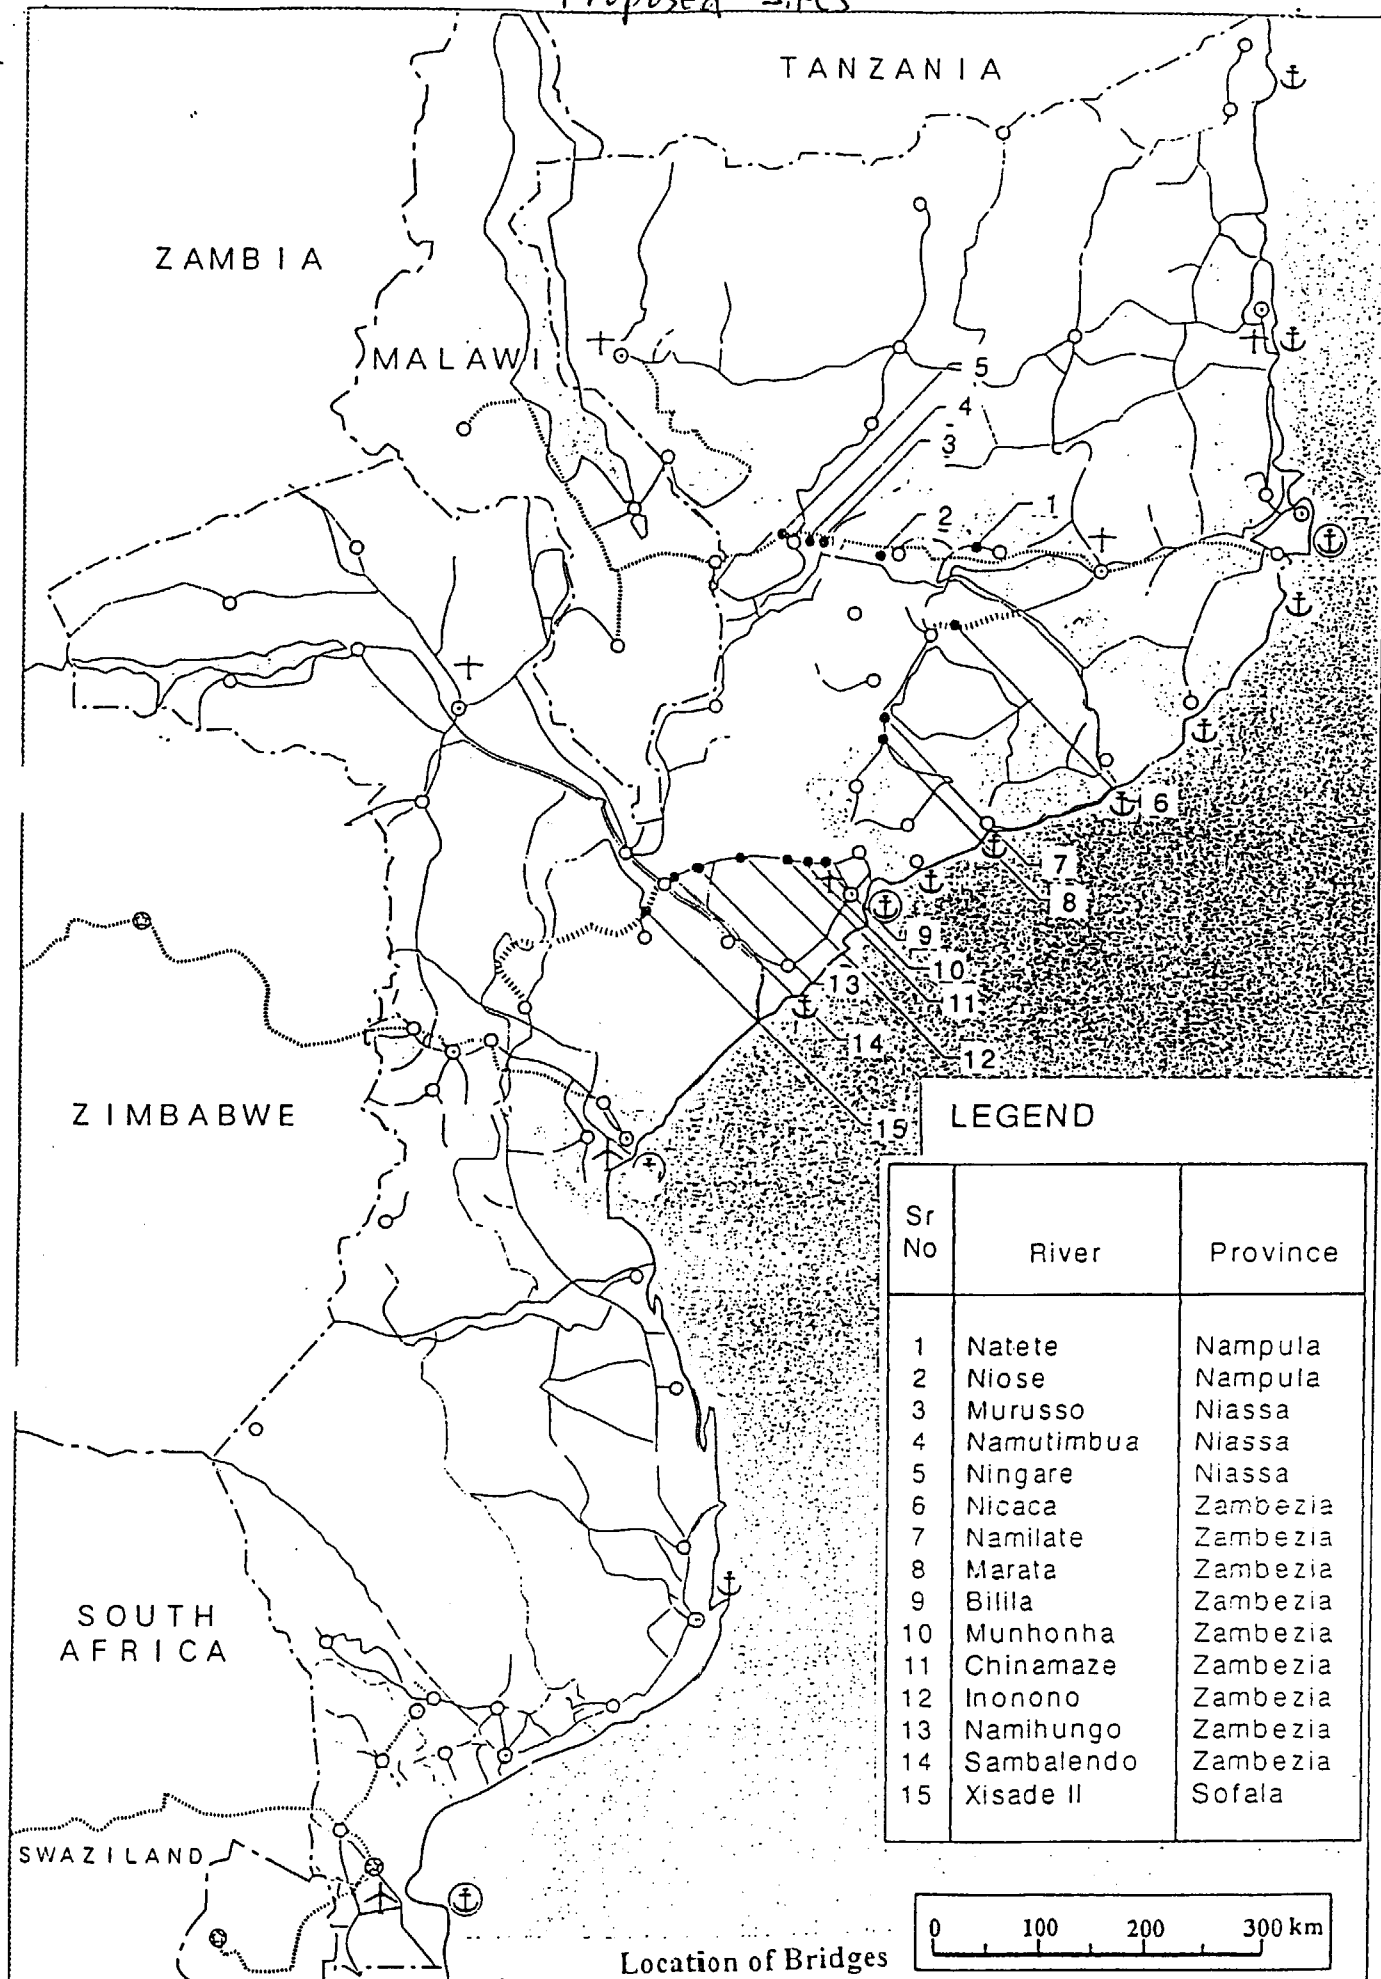 Proposed Sites
TANZANIA
ZAMBIA
MALAWI
5
4
3
2
1
6
7
8
9
10
11
12
13
14
15
ZIMBABWE
SOUTH
AFRICA
SWAZILAND
LEGEND
Sr No River Province
1 Natete Nampula
2 Niose Nampula
3 Murusso Niassa
4 Namutimbua Niassa
5 Ningare Niassa
6 Nicaca Zambezia
7 Namilate Zambezia
8 Marata Zambezia
9 Bilila Zambezia
10 Munhonha Zambezia
11 Chinamaze Zambezia
12 Inonono Zambezia
13 Namihungo Zambezia
14 Sambalendo Zambezia
15 Xisade II Sofala
0 100 200 300 km
Location of Bridges